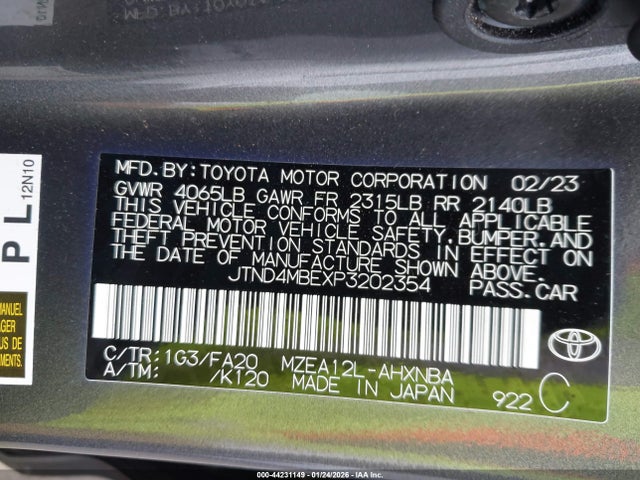 MFD. BY: TOYOTA MOTOR CORPORATION 02/23
GVWR 4065LB GAWR FR 2315LB RR 2140LB
THIS VEHICLE CONFORMS TO ALL APPLICABLE
FEDERAL MOTOR VEHICLE SAFETY, BUMPER, AND
THEFT PREVENTION STANDARDS IN EFFECT ON
THE DATE OF MANUFACTURE SHOWN ABOVE.
JTND4MBEXP3202354 PASS.CAR
C/TR: 1G3/FA20 MZEA12L-AHXNBA
A/TM: /K120 MADE IN JAPAN 922 C
P L 12N10
MANUEL
US DE
000-44231149 - 01/24/2026 - IAA Inc.